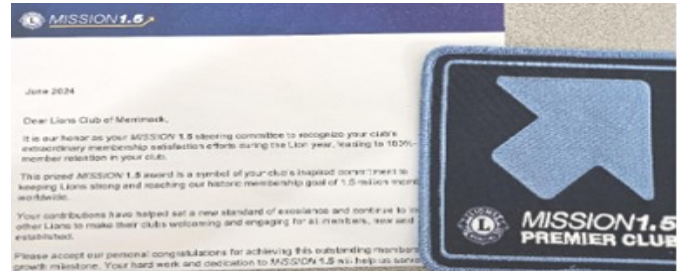 MISSION1.5
June 2024
Dear Lions Club of Merrimack,
It is our honor as your MISSION 1.5 steering committee to recognize your club's
extraordinary membership satisfaction efforts during the Lion year, leading to 100%
member retention in your club.
This prized MISSION 1.5 award is a symbol of your club's inspired commitment to
keeping Lions strong and reaching our historic membership goal of 1.5 million
worldwide.
Your contributions have helped set a new standard of excellence and continue to
other Lions to make their clubs welcoming and engaging for all members, new and
established.
Please accept our personal congratulations for achieving this outstanding
growth milestone. Your hard work and dedication to MISSION 1.5 will help us
MISSION1.5
PREMIER CLUB